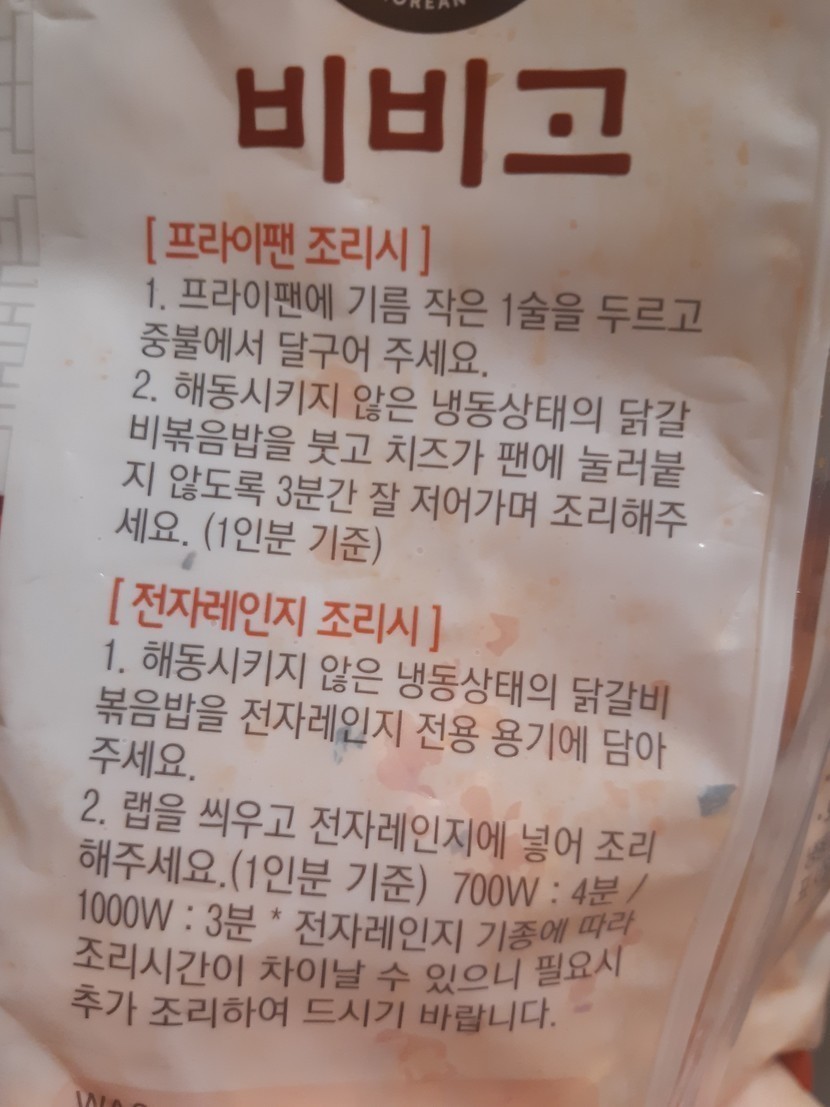 KOREAN
비비고
[ 프라이팬 조리시 ]
1. 프라이팬에 기름 작은 1술을 두르고
중불에서 달구어 주세요.
2. 해동시키지 않은 냉동상태의 닭갈
비볶음밥을 붓고 치즈가 팬에 눌러붙
지 않도록 3분간 잘 저어가며 조리해주
세요. (1인분 기준)
[ 전자레인지 조리시 ]
1. 해동시키지 않은 냉동상태의 닭갈비
볶음밥을 전자레인지 전용 용기에 담아
주세요.
2. 랩을 씌우고 전자레인지에 넣어 조리
해주세요.(1인분 기준) 700W : 4분 /
1000W : 3분 * 전자레인지 기종에 따라
조리시간이 차이날 수 있으니 필요시
추가 조리하여 드시기 바랍니다.